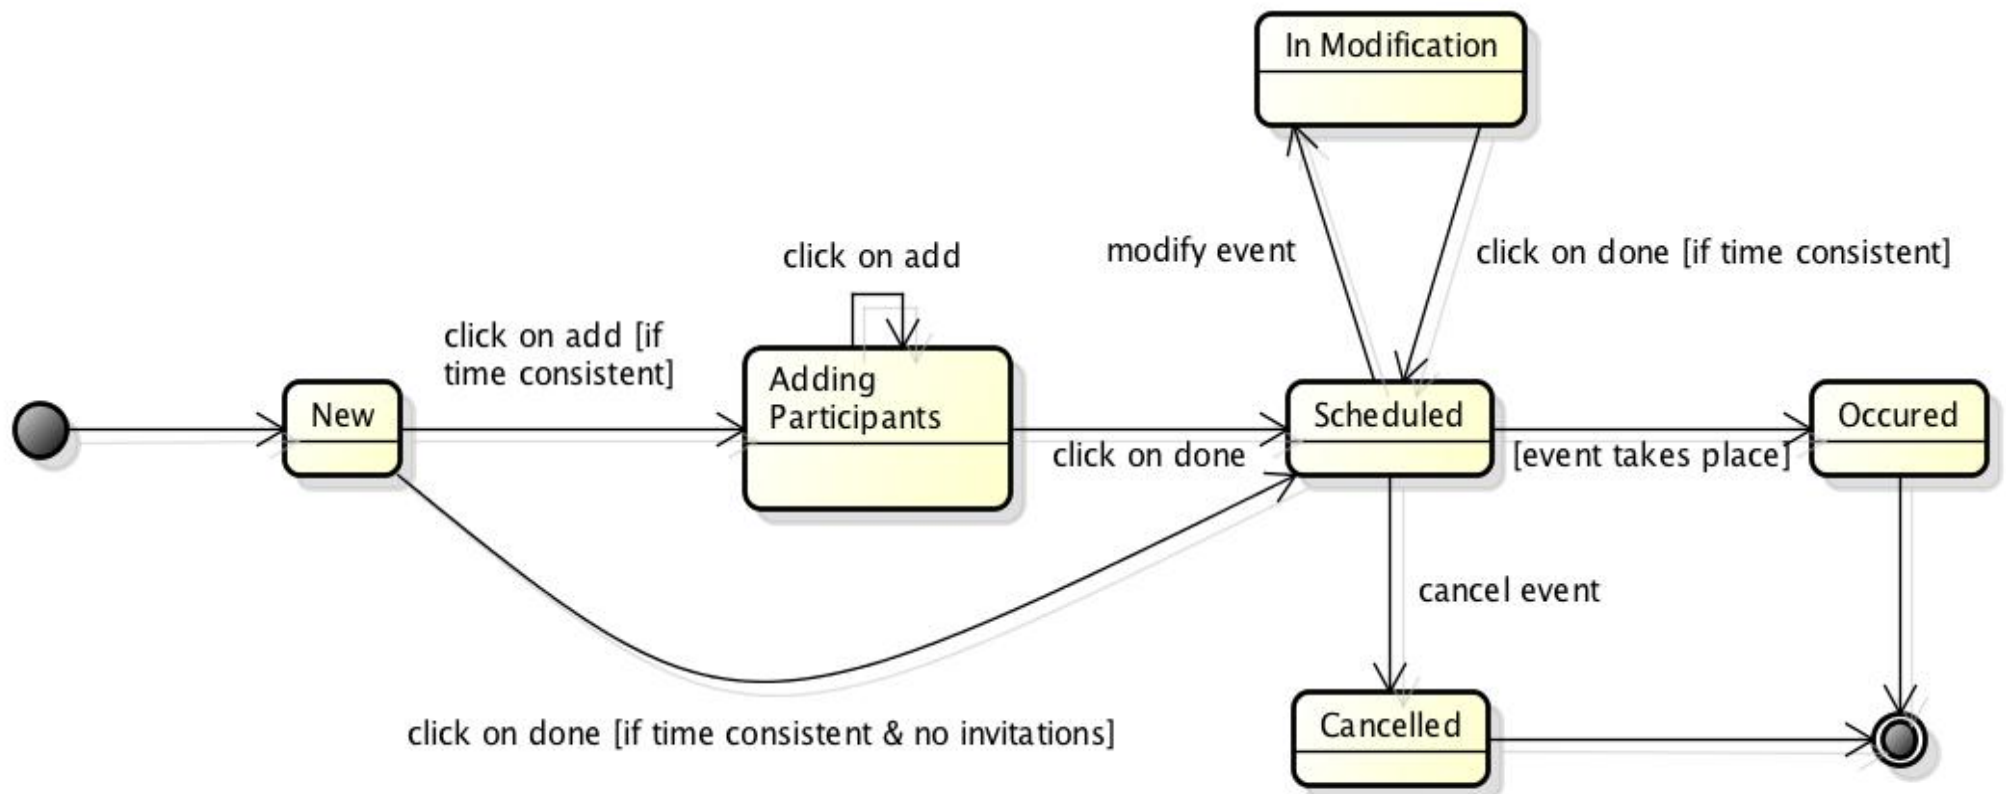 In Modification
modify event
click on done [if time consistent]
click on add
click on add [if
time consistent]
New
Adding
Participants
click on done
Scheduled
[event takes place]
Occured
cancel event
click on done [if time consistent & no invitations]
Cancelled